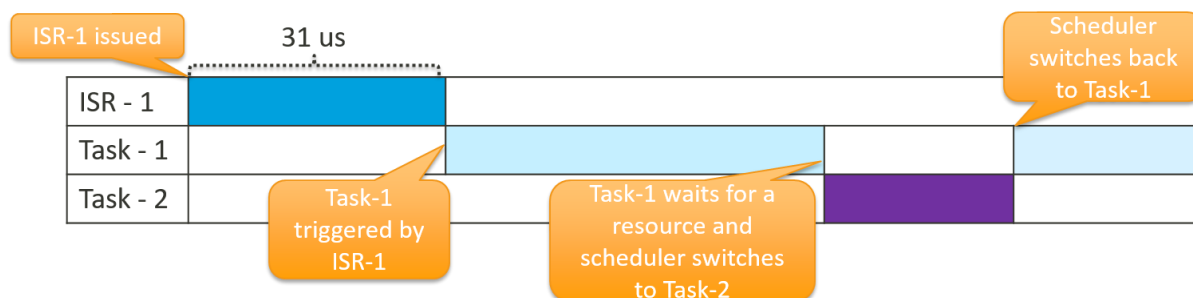 ISR-1 issued
31 us
Scheduler
switches back
to Task-1
ISR - 1
Task - 1
Task - 2
Task-1
triggered by
ISR-1
Task-1 waits for a
resource and
scheduler switches
to Task-2